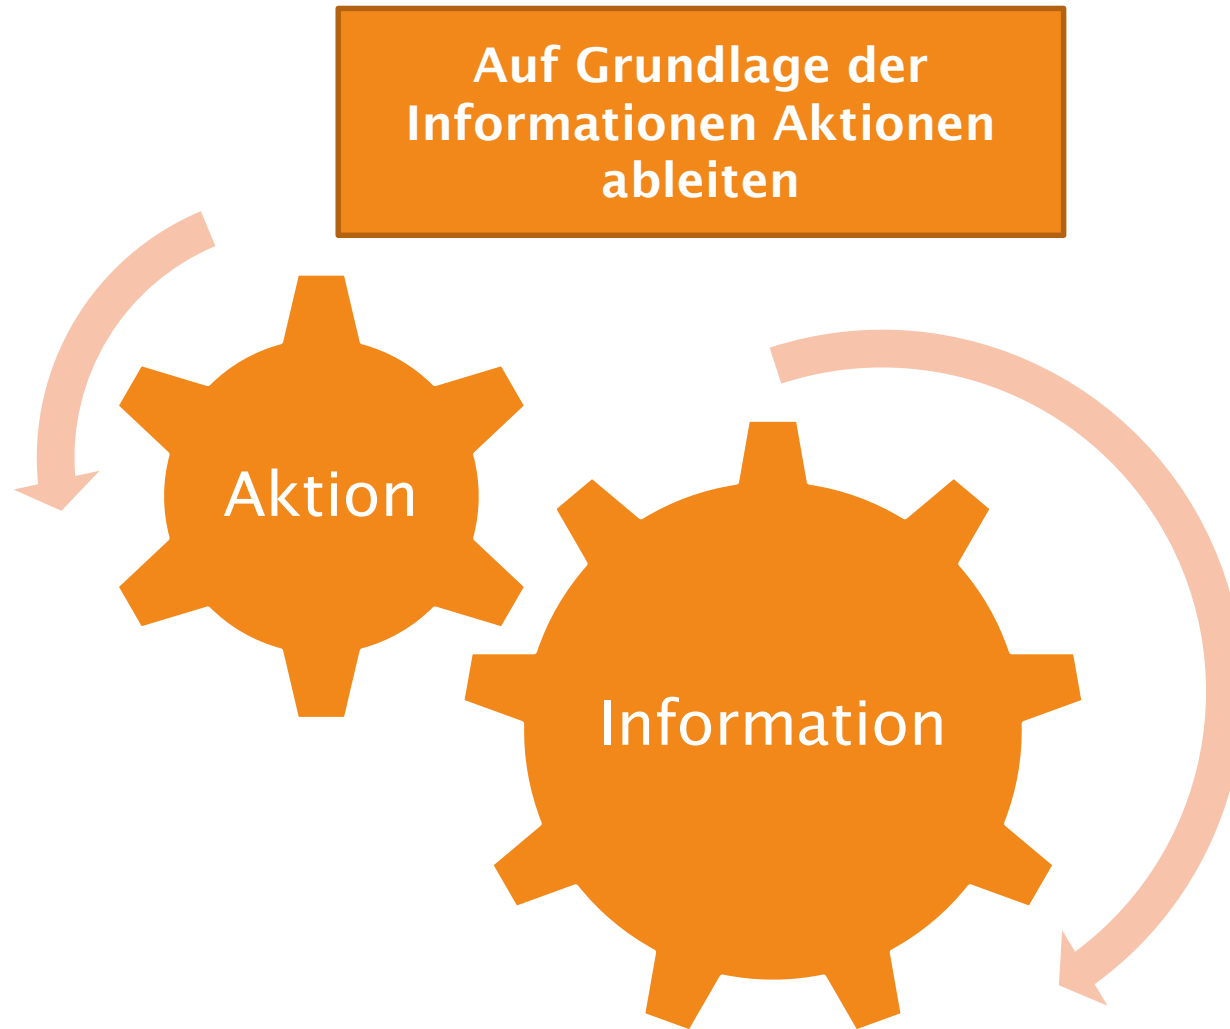 Auf Grundlage der
Informationen Aktionen
ableiten
Aktion
Information